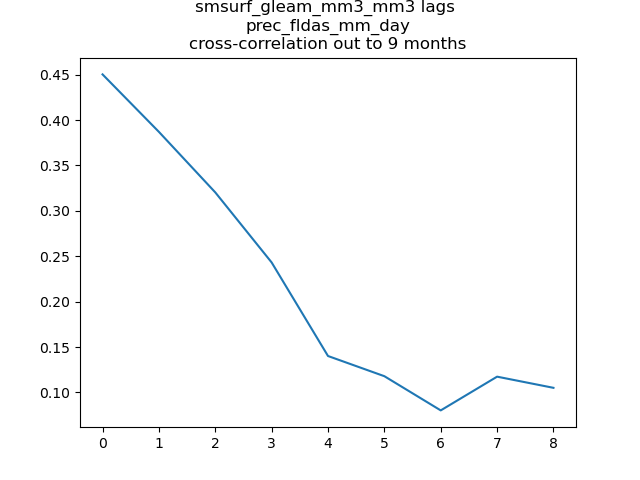 smsurf_gleam_mm3_mm3 lags
prec_fldas_mm_day
cross-correlation out to 9 months
0.45
0.40
0.35
0.30
0.25
0.20
0.15
0.10
0 1 2 3 4 5 6 7 8